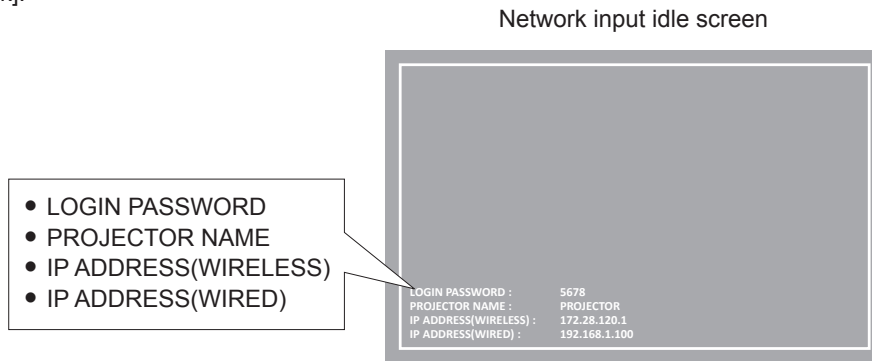 k].
Network input idle screen
• LOGIN PASSWORD
• PROJECTOR NAME
• IP ADDRESS(WIRELESS)
• IP ADDRESS(WIRED)
LOGIN PASSWORD : 5678
PROJECTOR NAME : PROJECTOR
IP ADDRESS(WIRELESS) : 172.28.120.1
IP ADDRESS(WIRED) : 192.168.1.100